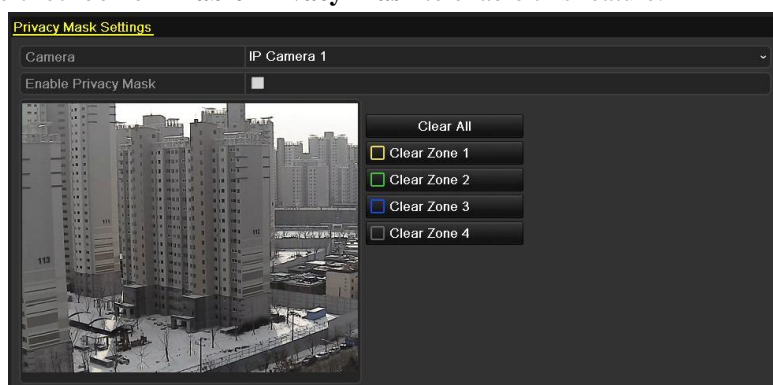 Privacy Mask Settings
Camera IP Camera 1
Enable Privacy Mask
Clear All
Clear Zone 1
Clear Zone 2
Clear Zone 3
Clear Zone 4
111
113